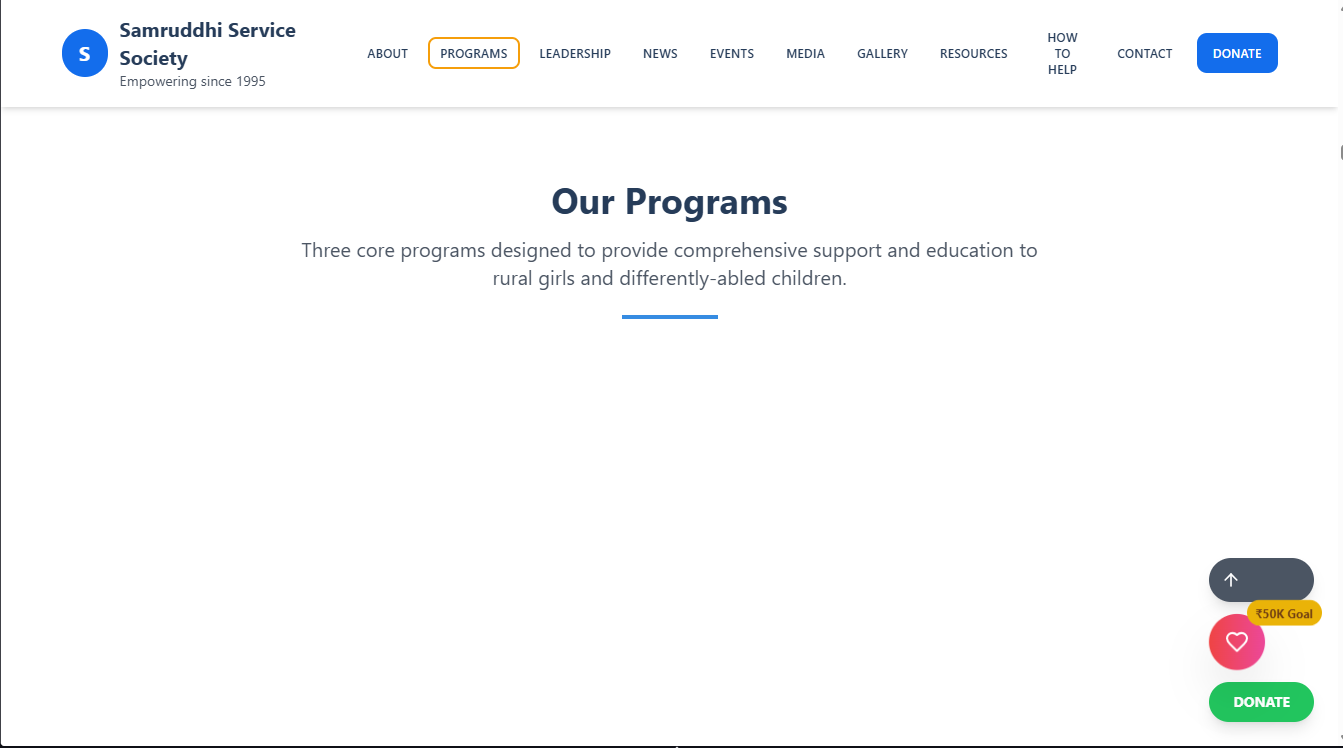 S
Samruddhi Service
Society
Empowering since 1995
ABOUT
PROGRAMS
LEADERSHIP
NEWS
EVENTS
MEDIA
GALLERY
RESOURCES
HOW
TO
HELP
CONTACT
DONATE
Our Programs
Three core programs designed to provide comprehensive support and education to
rural girls and differently-abled children.
₹50K Goal
DONATE